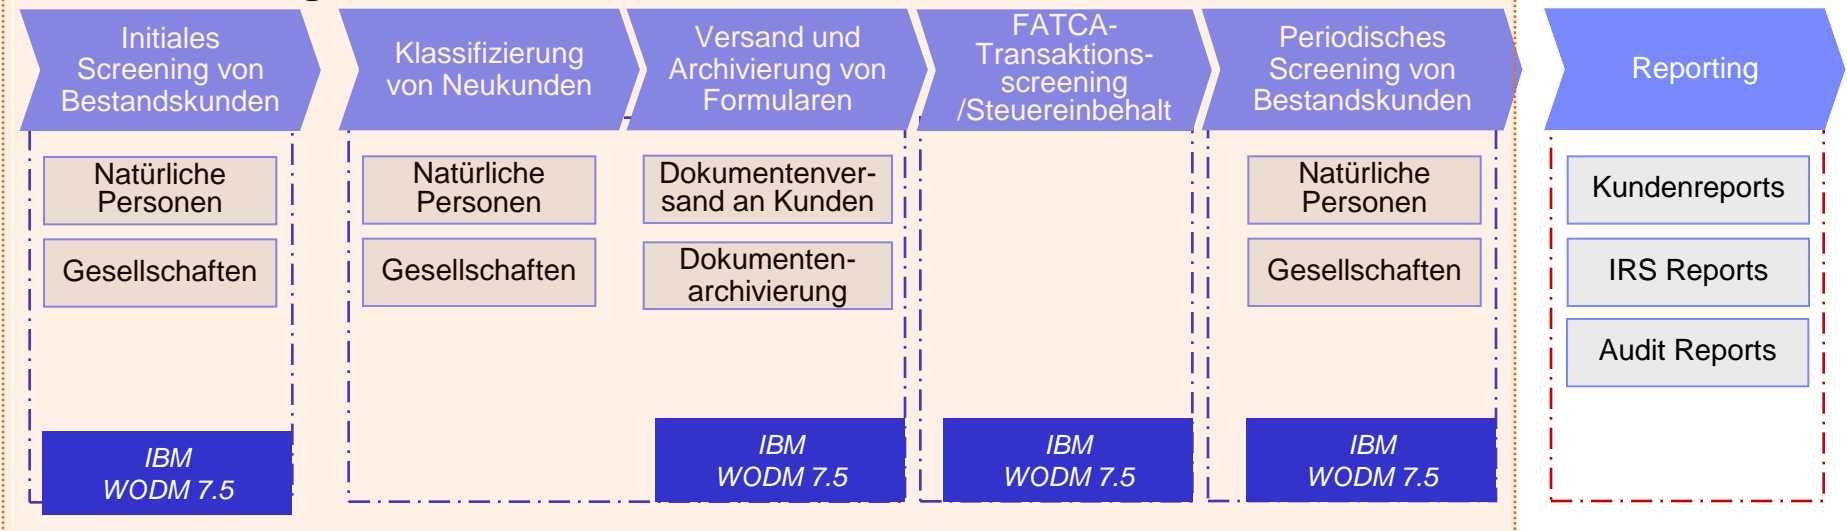 Initiales
Screening von
Bestandskunden
Klassifizierung
von Neukunden
Versand und
Archivierung von
Formularen
FATCA-
Transaktions-
screening
/Steuereinbehalt
Periodisches
Screening von
Bestandskunden
Reporting
Natürliche
Personen
Gesellschaften
IBM
WODM 7.5
Natürliche
Personen
Gesellschaften
Dokumentenver-
sand an Kunden
Dokumenten-
archivierung
IBM
WODM 7.5
IBM
WODM 7.5
Natürliche
Personen
Gesellschaften
IBM
WODM 7.5
Kundenreports
IRS Reports
Audit Reports